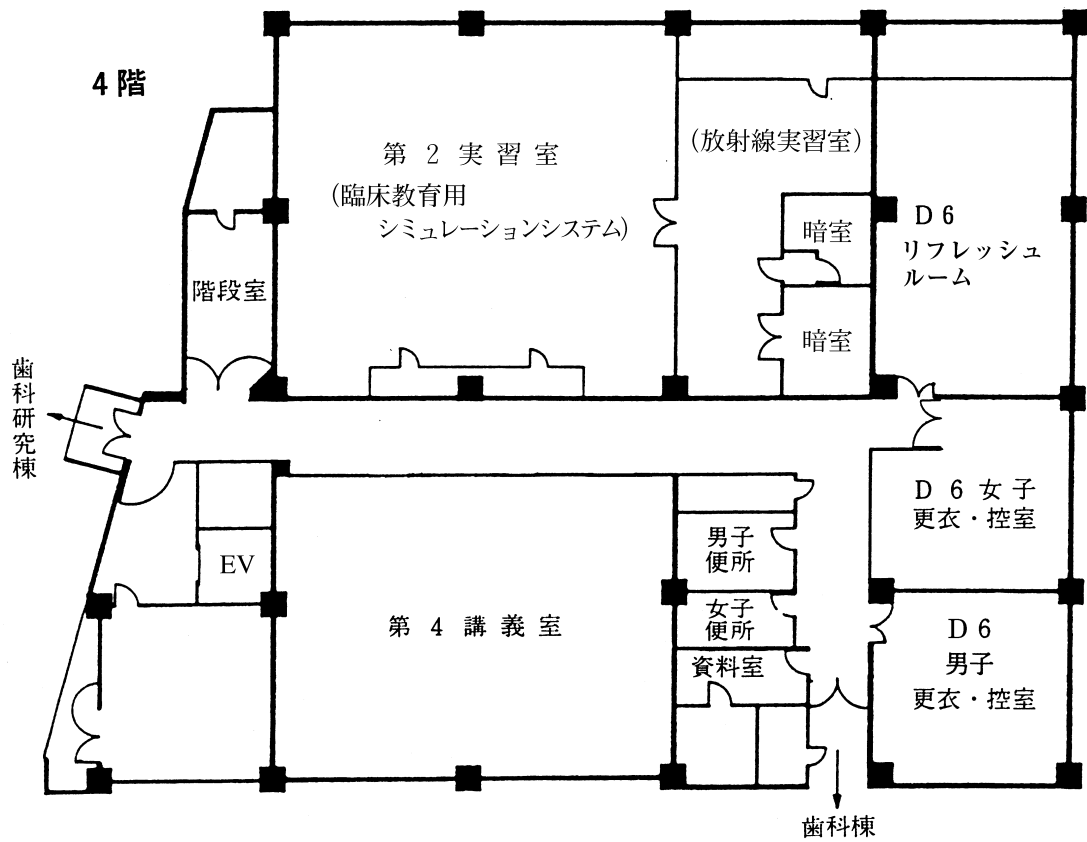 4階
第2実習室
(臨床教育用
シミュレーションシステム)
(放射線実習室)
暗室
暗室
D6
リフレッシュ
ルーム
階段室
歯科研究棟
EV
第4講義室
男子
便所
女子
便所
資料室
D6女子
更衣・控室
D6
男子
更衣・控室
歯科棟